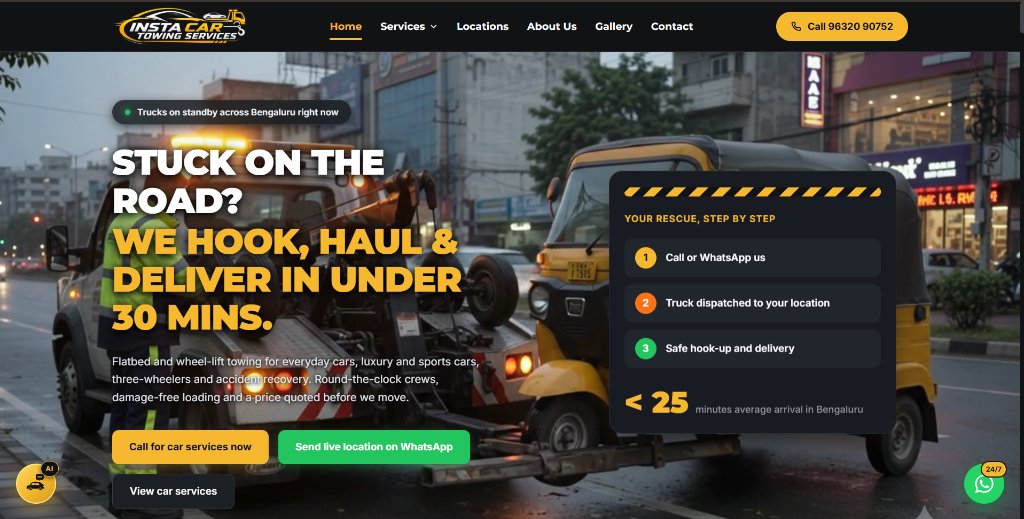 INSTA CAR
TOWING SERVICES
Home
Services
Locations
About Us
Gallery
Contact
Call 96320 90752
Trucks on standby across Bengaluru right now
STUCK ON THE
ROAD?
WE HOOK, HAUL &
DELIVER IN UNDER
30 MINS.
Flatbed and wheel-lift towing for everyday cars, luxury and sports cars,
three-wheelers and accident recovery. Round-the-clock crews,
damage-free loading and a price quoted before we move.
Call for car services now
Send live location on WhatsApp
View car services
YOUR RESCUE, STEP BY STEP
1 Call or WhatsApp us
2 Truck dispatched to your location
3 Safe hook-up and delivery
< 25 minutes average arrival in Bengaluru
AI
24/7